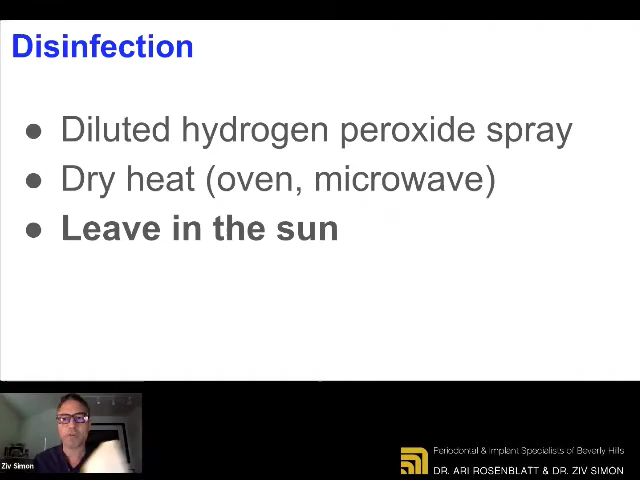 Disinfection
● Diluted hydrogen peroxide spray
● Dry heat (oven, microwave)
● Leave in the sun
Ziv Simon
Periodontal & Implant Specialists of Beverly Hills
DR. ARI ROSENBLATT & DR. ZIV SIMON